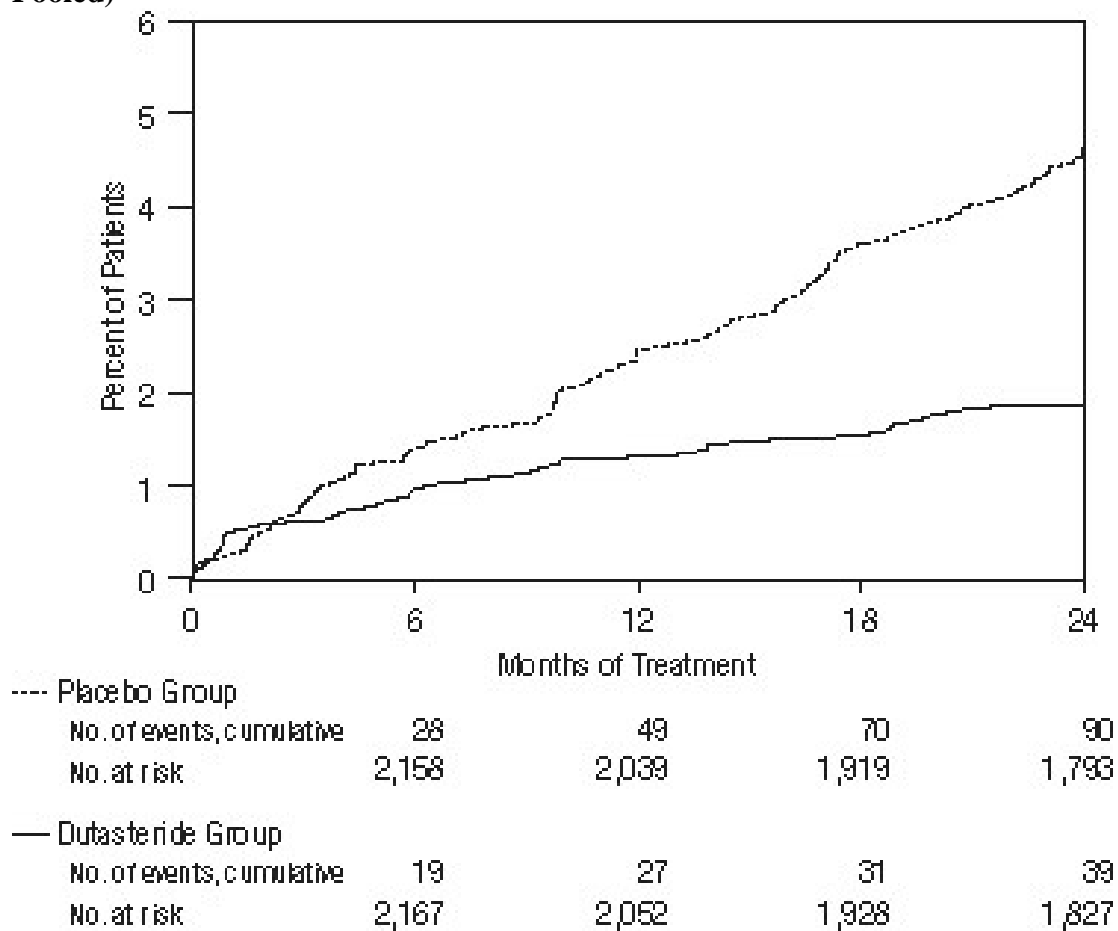 Pooled)
6
5
4
3
2
1
0
Percent of Patients
0 6 12 18 24
Months of Treatment
---- Placebo Group
No. of events, cumulative 28 49 70 90
No. at risk 2,158 2,039 1,919 1,793
— Dutasteride Group
No. of events, cumulative 19 27 31 39
No. at risk 2,167 2,052 1,928 1,827